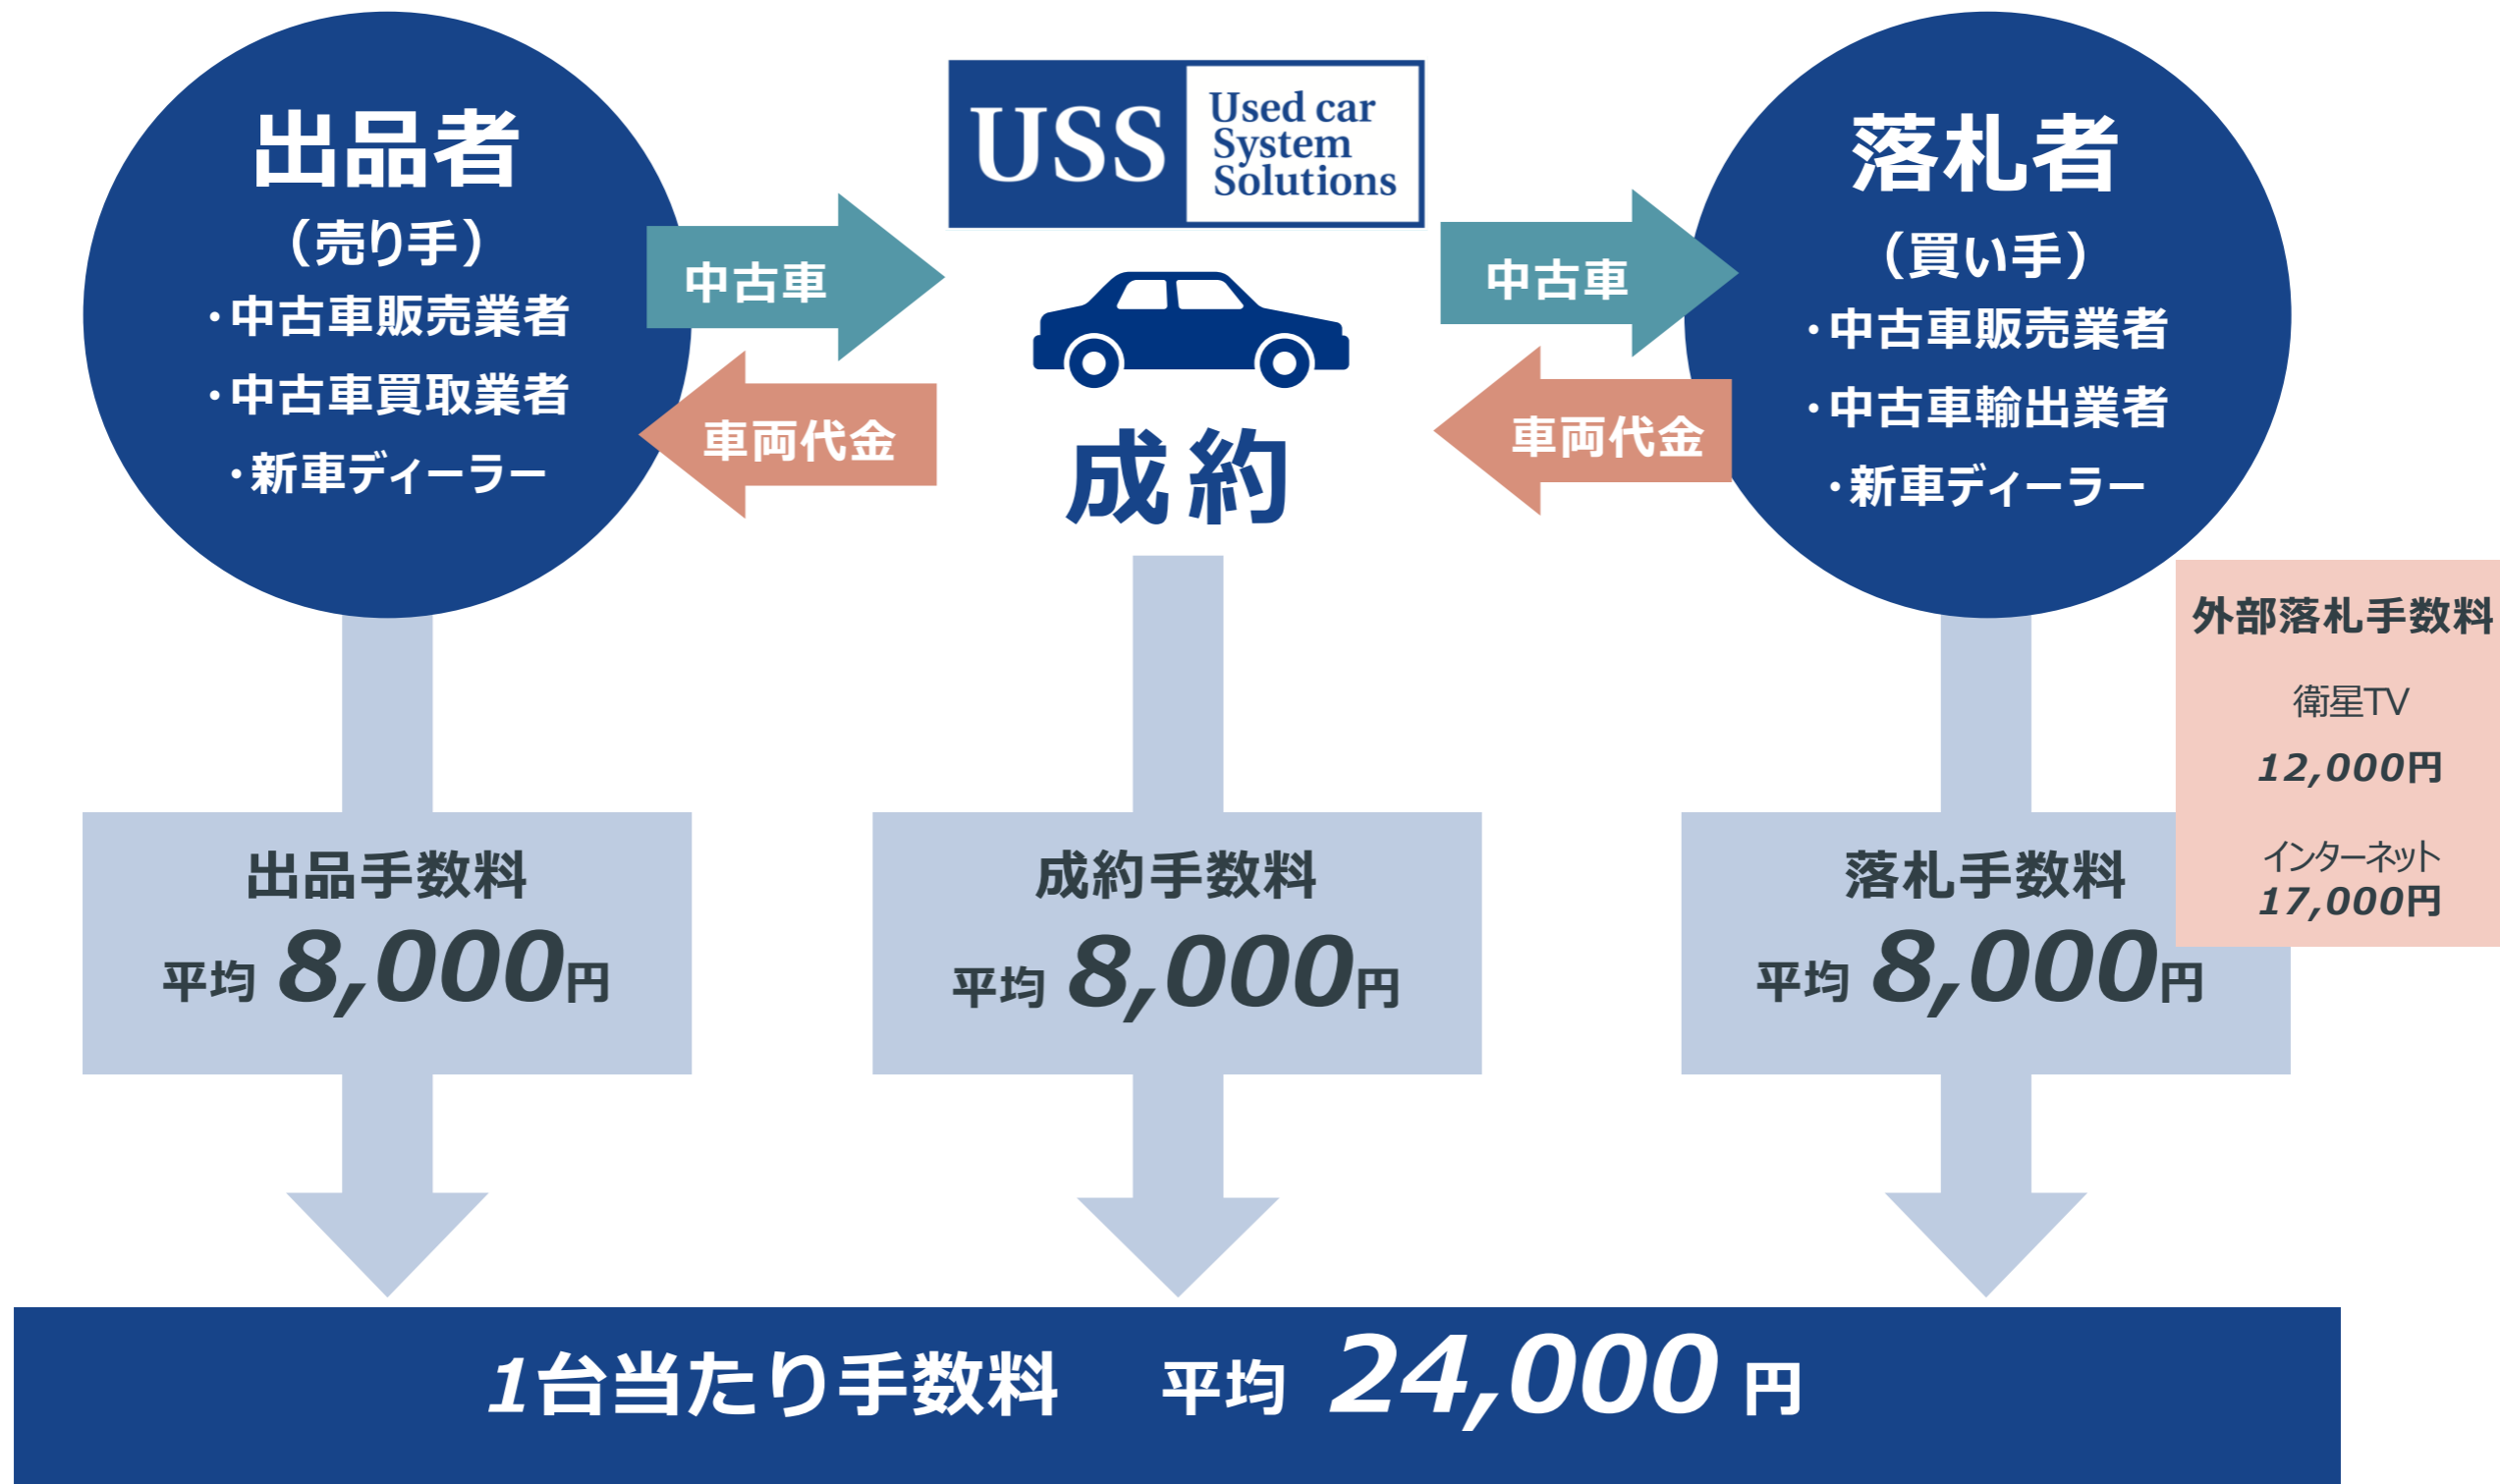 出品者
（売り手）
・中古車販売業者
・中古車買取業者
・新車ディーラー
中古車
車両代金
USS
Used car
System
Solutions
成約
中古車
車両代金
落札者
（買い手）
・中古車販売業者
・中古車輸出業者
・新車ディーラー
外部落札手数料
衛星TV
12,000円
インターネット
17,000円
出品手数料
平均 8,000円
成約手数料
平均 8,000円
落札手数料
平均 8,000円
1台当たり手数料 平均 24,000 円